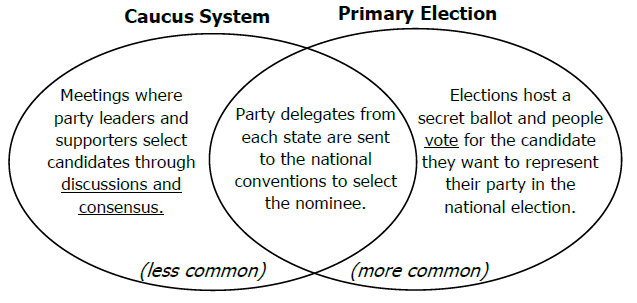 Caucus System
Primary Election
Meetings where
party leaders and
supporters select
candidates through
discussions and
consensus.
Party delegates from
each state are sent
to the national
conventions to select
the nominee.
Elections host a
secret ballot and people
vote for the candidate
they want to represent
their party in the
national election.
(less common)
(more common)